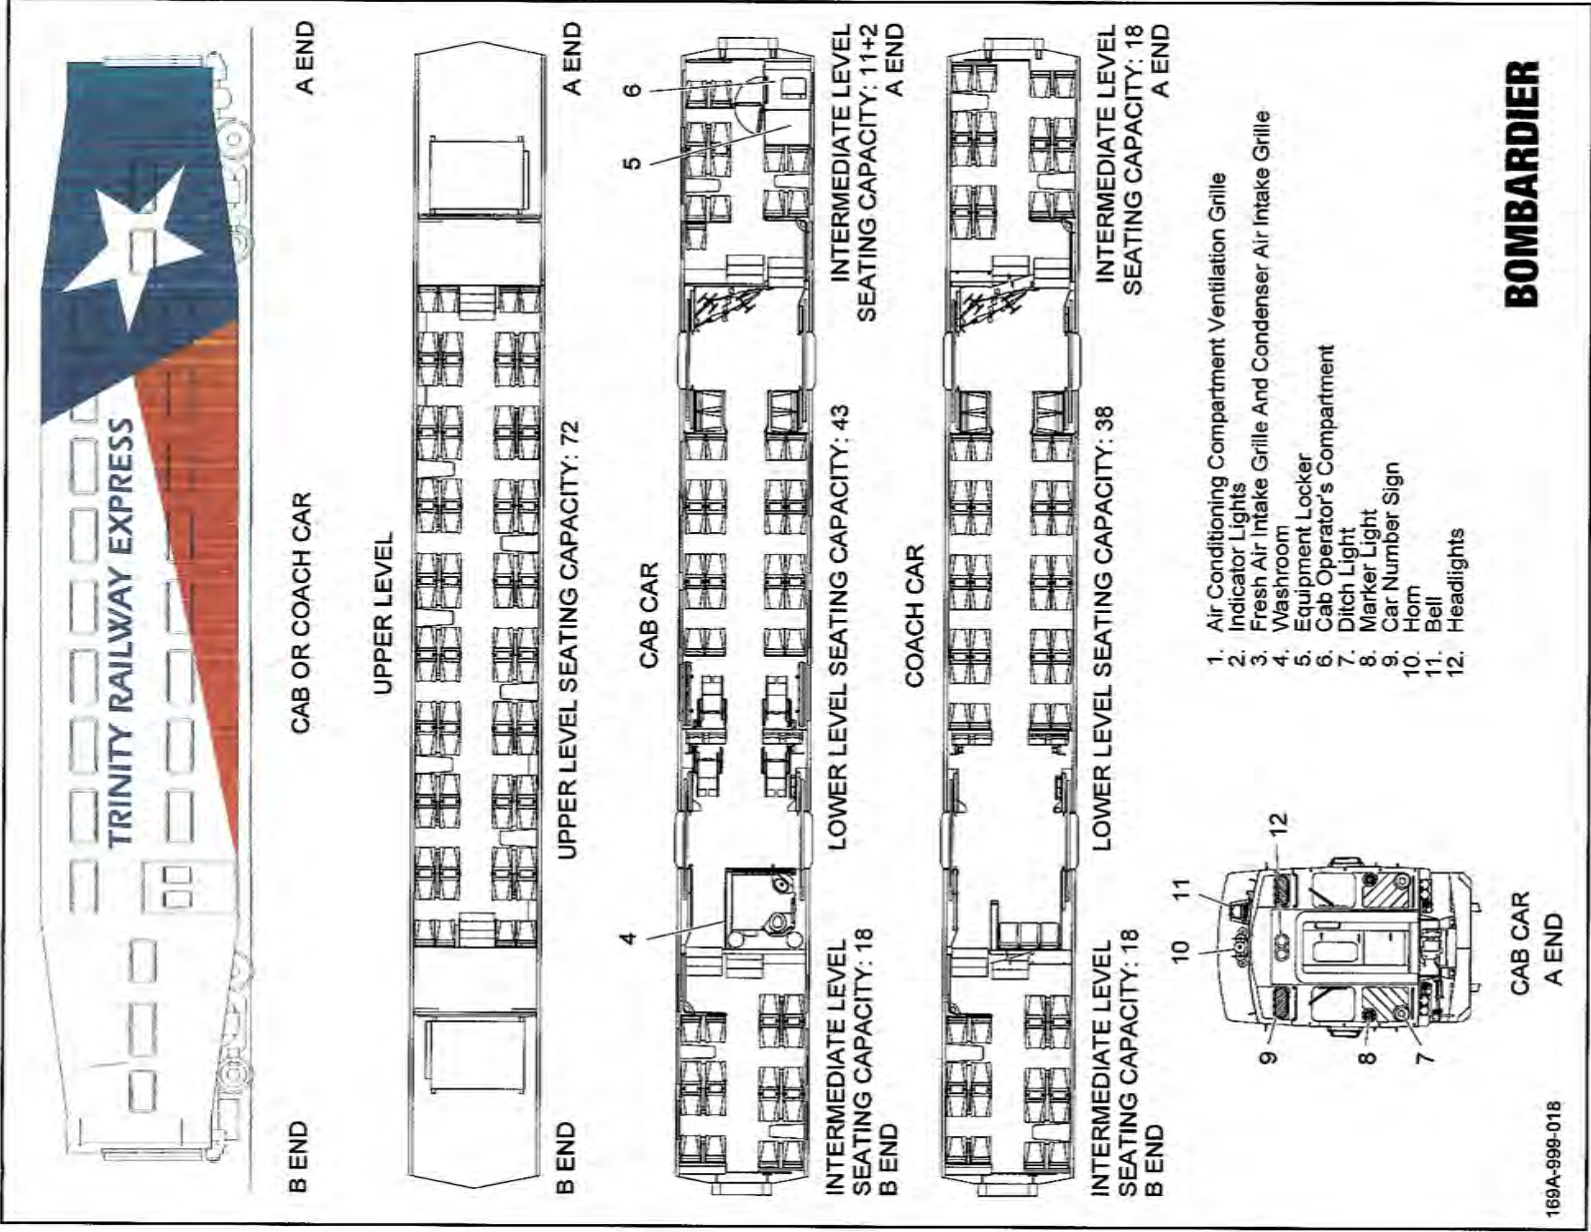 TRINITY RAILWAY EXPRESS
B END
CAB OR COACH CAR
A END
UPPER LEVEL
B END
UPPER LEVEL SEATING CAPACITY: 72
A END
CAB CAR
4
5
6
INTERMEDIATE LEVEL
SEATING CAPACITY: 18
B END
LOWER LEVEL SEATING CAPACITY: 43
INTERMEDIATE LEVEL
SEATING CAPACITY: 11+2
A END
COACH CAR
INTERMEDIATE LEVEL
SEATING CAPACITY: 18
B END
LOWER LEVEL SEATING CAPACITY: 38
INTERMEDIATE LEVEL
SEATING CAPACITY: 18
A END
10
11
12
9
8
7
CAB CAR
A END
1. Air Conditioning Compartment Ventilation Grille
2. Indicator Lights
3. Fresh Air Intake Grille And Condenser Air Intake Grille
4. Washroom
5. Equipment Locker
6. Cab Operator's Compartment
7. Ditch Light
8. Marker Light
9. Car Number Sign
10. Horn
11. Bell
12. Headlights
169A-999-018
BOMBARDIER